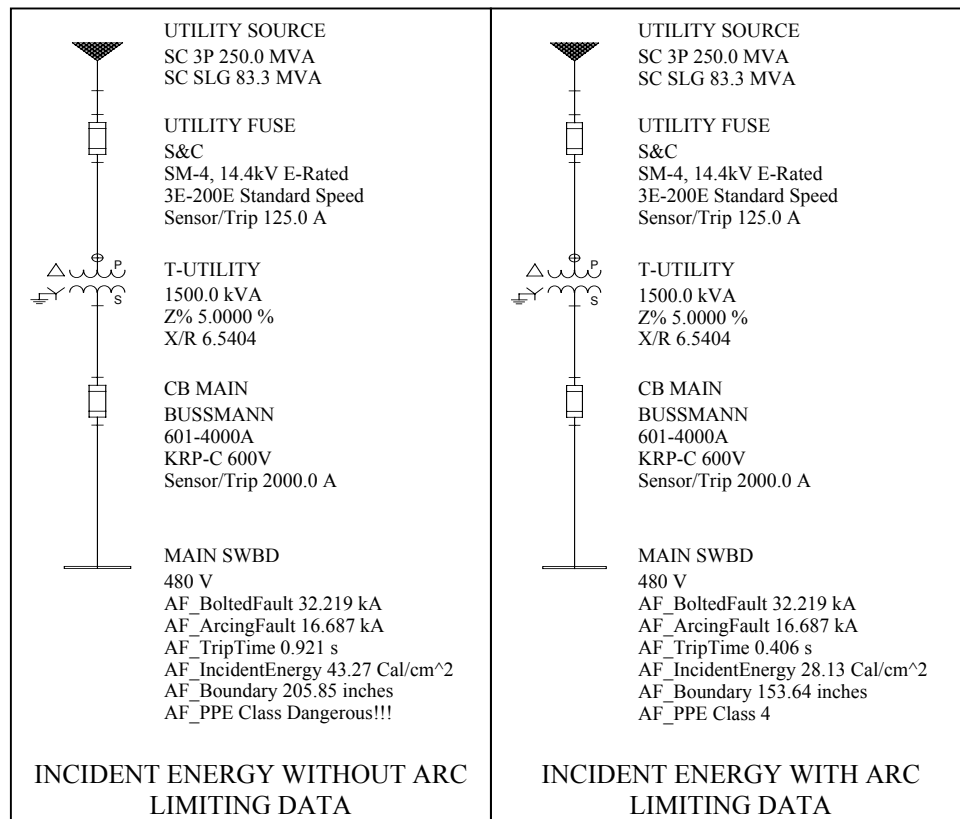 UTILITY SOURCE
SC 3P 250.0 MVA
SC SLG 83.3 MVA
UTILITY FUSE
S&C
SM-4, 14.4kV E-Rated
3E-200E Standard Speed
Sensor/Trip 125.0 A
P
S
T-UTILITY
1500.0 kVA
Z% 5.0000 %
X/R 6.5404
CB MAIN
BUSSMANN
601-4000A
KRP-C 600V
Sensor/Trip 2000.0 A
MAIN SWBD
480 V
AF_BoltedFault 32.219 kA
AF_ArcingFault 16.687 kA
AF_TripTime 0.921 s
AF_IncidentEnergy 43.27 Cal/cm^2
AF_Boundary 205.85 inches
AF_PPE Class Dangerous!!!
INCIDENT ENERGY WITHOUT ARC
LIMITING DATA
UTILITY SOURCE
SC 3P 250.0 MVA
SC SLG 83.3 MVA
UTILITY FUSE
S&C
SM-4, 14.4kV E-Rated
3E-200E Standard Speed
Sensor/Trip 125.0 A
P
S
T-UTILITY
1500.0 kVA
Z% 5.0000 %
X/R 6.5404
CB MAIN
BUSSMANN
601-4000A
KRP-C 600V
Sensor/Trip 2000.0 A
MAIN SWBD
480 V
AF_BoltedFault 32.219 kA
AF_ArcingFault 16.687 kA
AF_TripTime 0.406 s
AF_IncidentEnergy 28.13 Cal/cm^2
AF_Boundary 153.64 inches
AF_PPE Class 4
INCIDENT ENERGY WITH ARC
LIMITING DATA